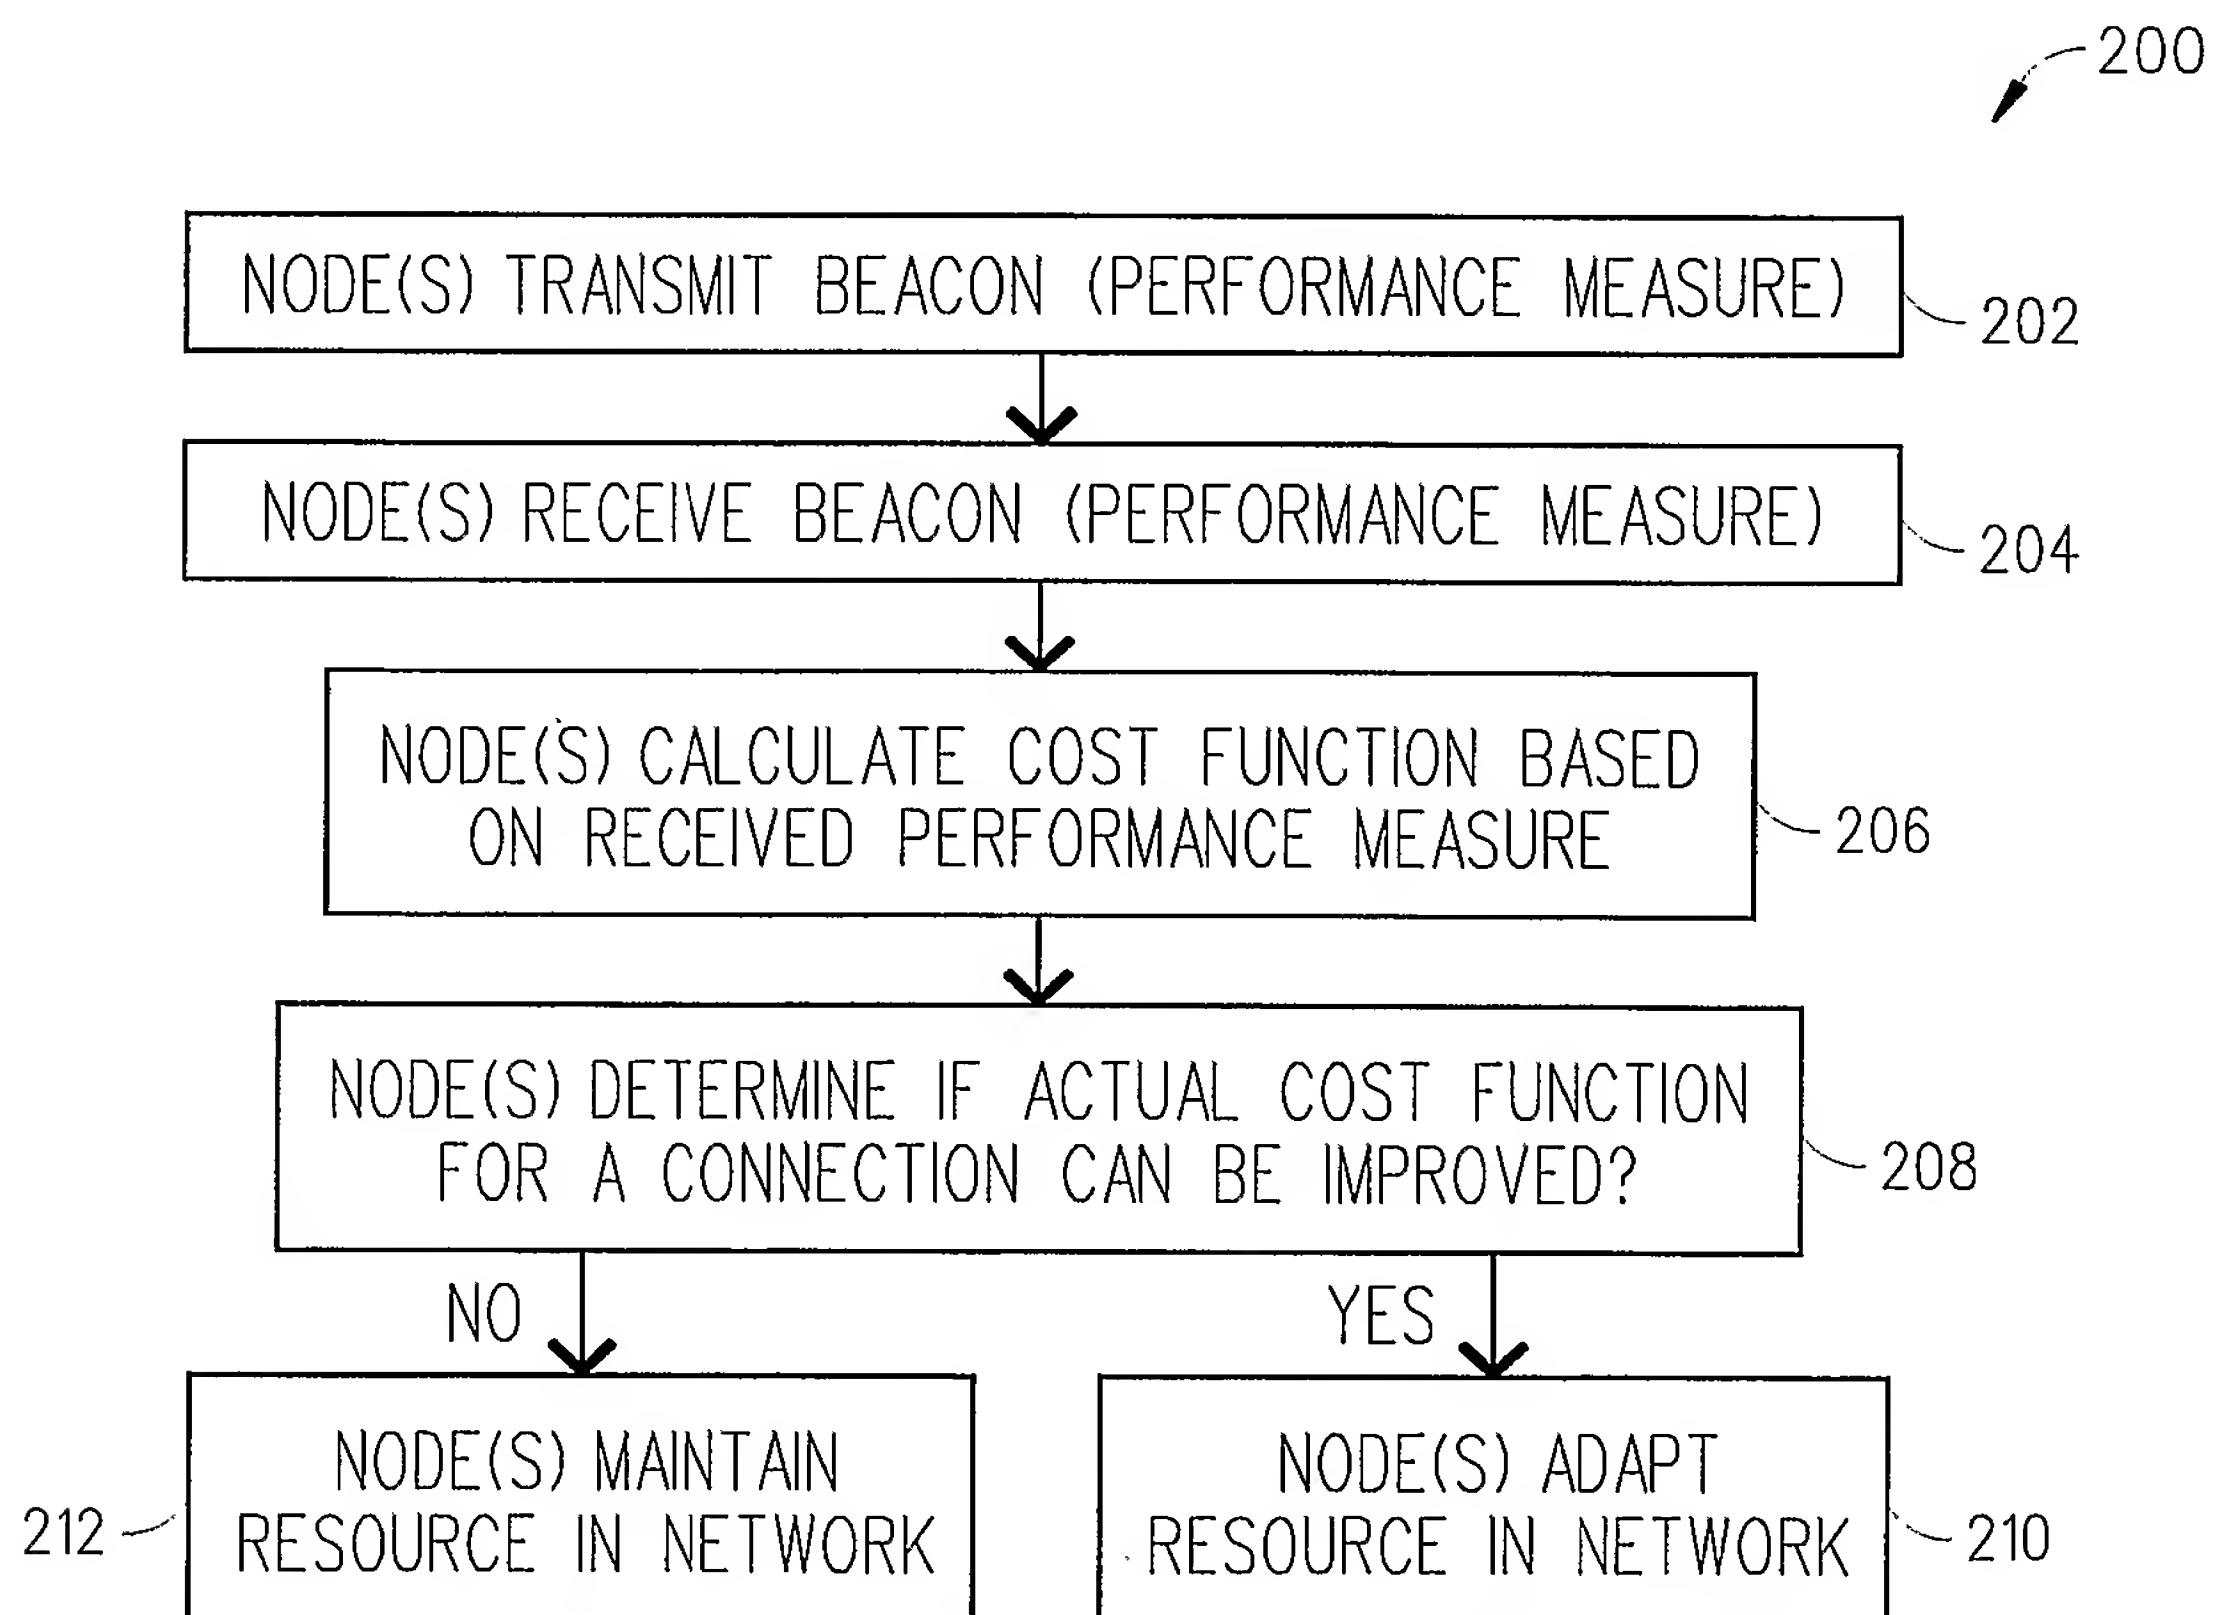 200
NODE(S) TRANSMIT BEACON (PERFORMANCE MEASURE)
202
NODE(S) RECEIVE BEACON (PERFORMANCE MEASURE)
204
NODE(S) CALCULATE COST FUNCTION BASED
ON RECEIVED PERFORMANCE MEASURE
206
NODE(S) DETERMINE IF ACTUAL COST FUNCTION
FOR A CONNECTION CAN BE IMPROVED?
208
NO
YES
NODE(S) MAINTAIN
RESOURCE IN NETWORK
212
NODE(S) ADAPT
RESOURCE IN NETWORK
210